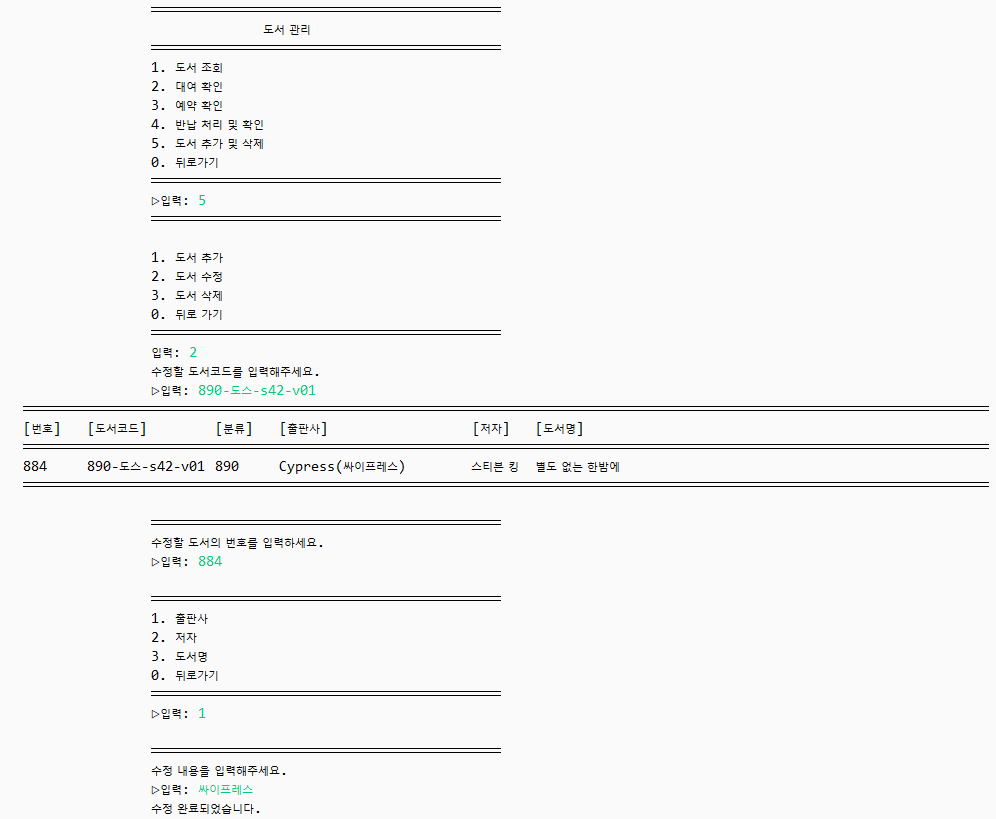 도서 관리
1. 도서 조회
2. 대여 확인
3. 예약 확인
4. 반납 처리 및 확인
5. 도서 추가 및 삭제
0. 뒤로가기
▷입력: 5
1. 도서 추가
2. 도서 수정
3. 도서 삭제
0. 뒤로 가기
입력: 2
수정할 도서코드를 입력해주세요.
▷입력: 890-도스-s42-v01
[번호] [도서코드] [분류] [출판사] [저자] [도서명]
884 890-도스-s42-v01 890 Cypress(싸이프레스) 스티븐 킹 별도 없는 한밤에
수정할 도서의 번호를 입력하세요.
▷입력: 884
1. 출판사
2. 저자
3. 도서명
0. 뒤로가기
▷입력: 1
수정 내용을 입력해주세요.
▷입력: 싸이프레스
수정 완료되었습니다.